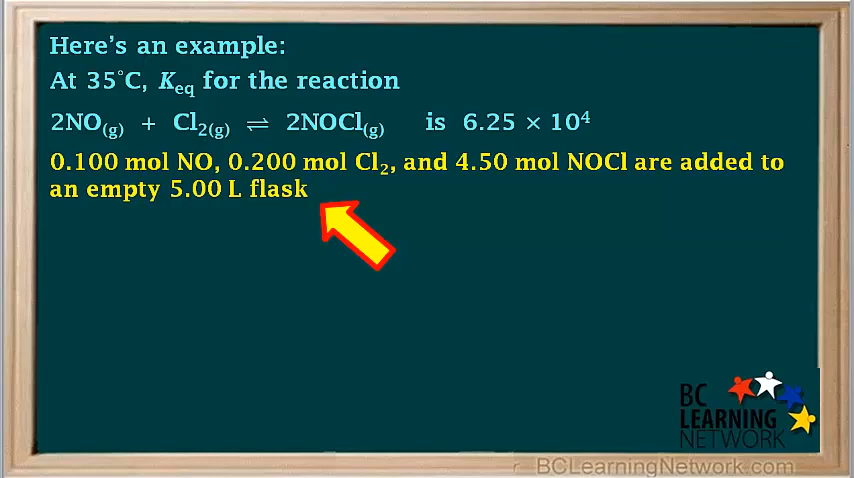 Here's an example:
At 35°C, Keq for the reaction
2NO(g) + Cl2(g) ⇌ 2NOCl(g) is 6.25 × 10⁴
0.100 mol NO, 0.200 mol Cl2, and 4.50 mol NOCl are added to
an empty 5.00 L flask
BC
LEARNING
NETWORK
BCLearningNetwork.com